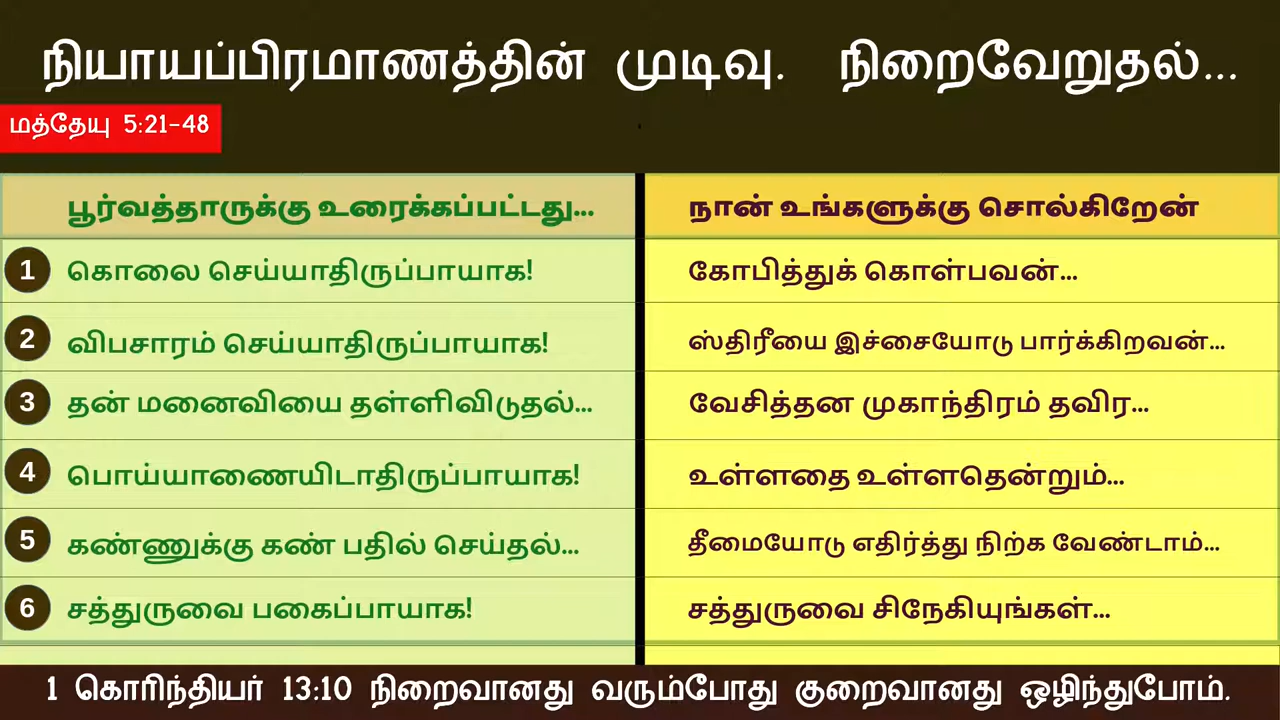 நியாயப்பிரமாணத்தின் முடிவு. நிறைவேறுதல்...
மத்தேயு 5:21-48
பூர்வத்தாருக்கு உரைக்கப்பட்டது... நான் உங்களுக்கு சொல்கிறேன்
1 கொலை செய்யாதிருப்பாயாக! கோபித்துக் கொள்பவன்...
2 விபசாரம் செய்யாதிருப்பாயாக! ஸ்திரீயை இச்சையோடு பார்க்கிறவன்...
3 தன் மனைவியை தள்ளிவிடுதல்... வேசித்தன முகாந்திரம் தவிர...
4 பொய்யாணையிடாதிருப்பாயாக! உள்ளதை உள்ளதென்றும்...
5 கண்ணுக்கு கண் பதில் செய்தல்... தீமையோடு எதிர்த்து நிற்க வேண்டாம்...
6 சத்துருவை பகைப்பாயாக! சத்துருவை சிநேகியுங்கள்...
1 கொரிந்தியர் 13:10 நிறைவானது வரும்போது குறைவானது ஒழிந்துபோம்.